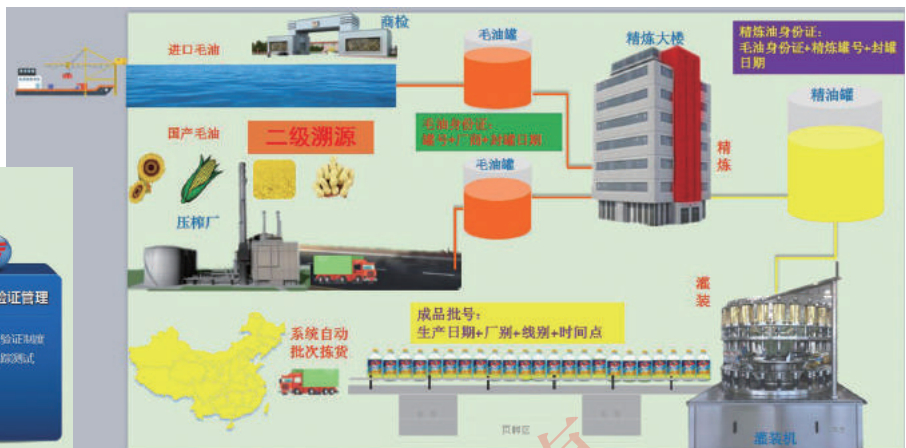 商检
进口毛油
毛油罐
精炼大楼
精炼油身份证：
毛油身份证+精炼罐号+封罐
日期
精油罐
国产毛油
二级溯源
毛油身份证：
罐号+厂别+封罐日期
毛油罐
精炼
压榨厂
灌装
成品批号：
生产日期+厂别+线别+时间点
系统自动
批次拣货
灌装机
验证管理
验证制度